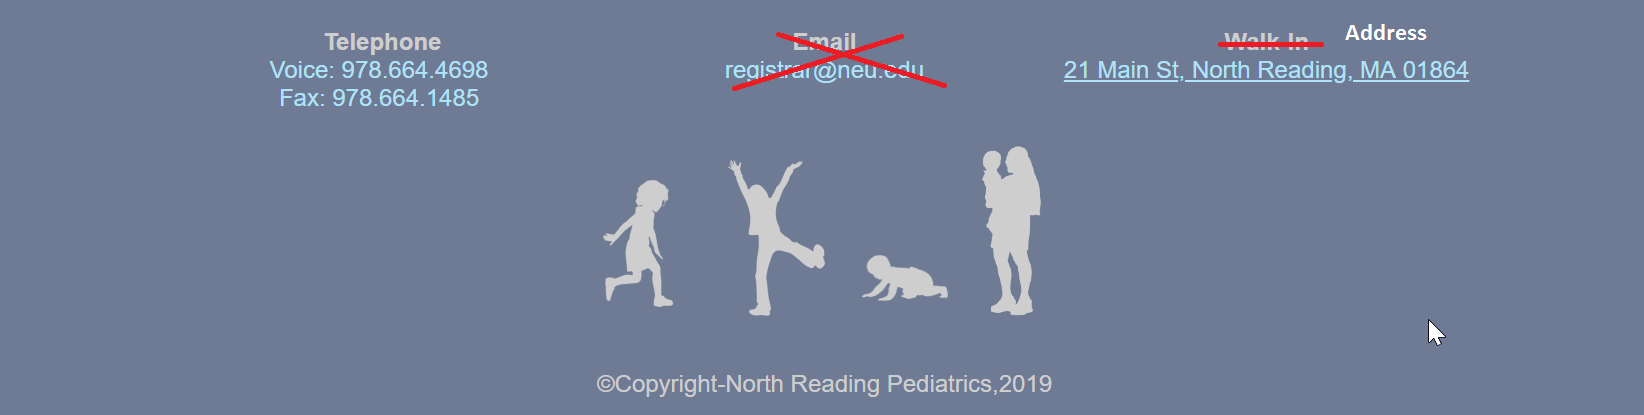 Telephone
Voice: 978.664.4698
Fax: 978.664.1485
Email
registrar@neu.edu
Walk-In
Address
21 Main St, North Reading, MA 01864
©Copyright-North Reading Pediatrics,2019